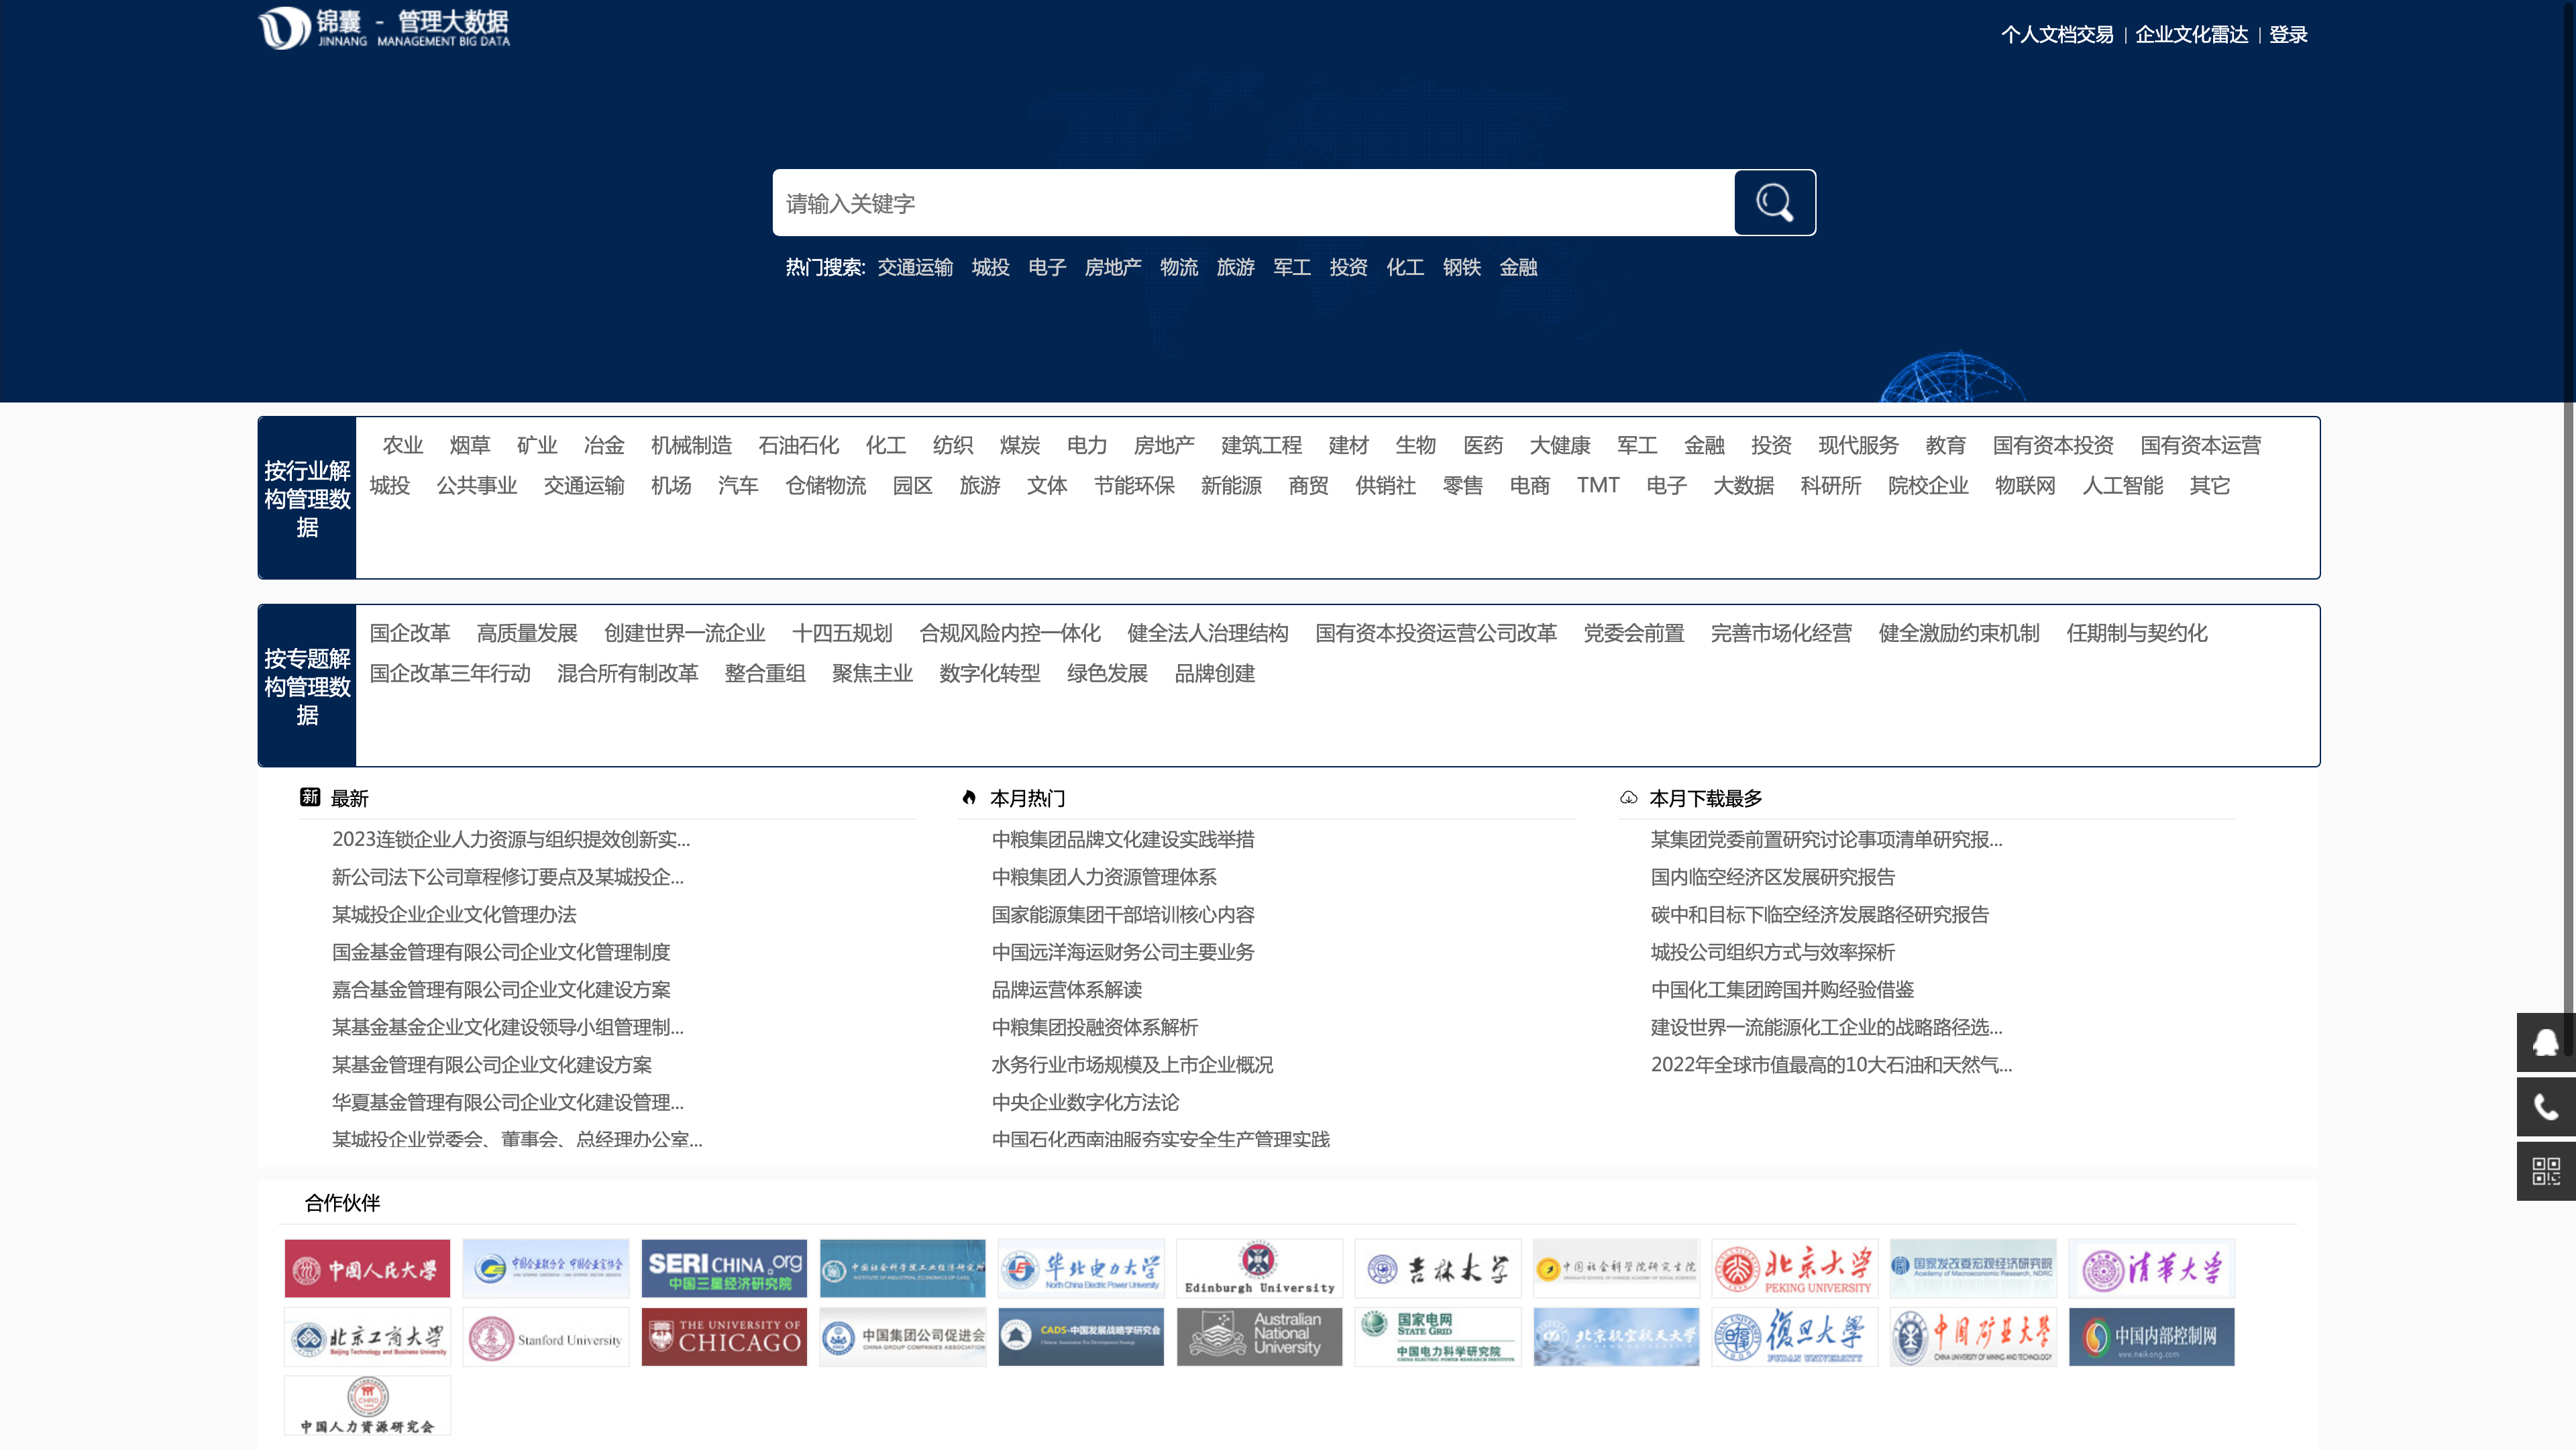 锦囊 - 管理大数据
JINNANG MANAGEMENT BIG DATA
个人文档交易 | 企业文化雷达 | 登录
请输入关键字
热门搜索: 交通运输 城投 电子 房地产 物流 旅游 军工 投资 化工 钢铁 金融
按行业解
构管理数
据
农业 烟草 矿业 冶金 机械制造 石油石化 化工 纺织 煤炭 电力 房地产 建筑工程 建材 生物 医药 大健康 军工 金融 投资 现代服务 教育 国有资本投资 国有资本运营
城投 公共事业 交通运输 机场 汽车 仓储物流 园区 旅游 文体 节能环保 新能源 商贸 供销社 零售 电商 TMT 电子 大数据 科研所 院校企业 物联网 人工智能 其它
按专题解
构管理数
据
国企改革 高质量发展 创建世界一流企业 十四五规划 合规风险内控一体化 健全法人治理结构 国有资本投资运营公司改革 党委会前置 完善市场化经营 健全激励约束机制 任期制与契约化
国企改革三年行动 混合所有制改革 整合重组 聚焦主业 数字化转型 绿色发展 品牌创建
新 最新
2023连锁企业人力资源与组织提效创新实...
新公司法下公司章程修订要点及某城投企...
某城投企业企业文化管理办法
国金基金管理有限公司企业文化管理制度
嘉合基金管理有限公司企业文化建设方案
某基金基金企业文化建设领导小组管理制...
某基金管理有限公司企业文化建设方案
华夏基金管理有限公司企业文化建设管理...
某城投企业党委会、董事会、总经理办公室...
本月热门
中粮集团品牌文化建设实践举措
中粮集团人力资源管理体系
国家能源集团干部培训核心内容
中国远洋海运财务公司主要业务
品牌运营体系解读
中粮集团投融资体系解析
水务行业市场规模及上市企业概况
中央企业数字化方法论
中国石化西南油服夯实安全生产管理实践
本月下载最多
某集团党委前置研究讨论事项清单研究报...
国内临空经济区发展研究报告
碳中和目标下临空经济发展路径研究报告
城投公司组织方式与效率探析
中国化工集团跨国并购经验借鉴
建设世界一流能源化工企业的战略路径选...
2022年全球市值最高的10大石油和天然气...
合作伙伴
中国人民大学
中国企业联合会 中国企业家协会
SERI CHINA.org
中国三星经济研究院
中国社会科学院工业经济研究所
INSTITUTE OF INDUSTRIAL ECONOMICS OF CASS
华北电力大学
North China Electric Power University
Edinburgh University
吉林大学
中国社会科学院研究生院
GRADUATE SCHOOL OF CHINESE ACADEMY OF SOCIAL SCIENCES
北京大学
PEKING UNIVERSITY
国家发改委宏观经济研究院
Academy of Macroeconomic Research, NDRC
清華大学
北京工商大学
Beijing Technology and Business University
Stanford University
THE UNIVERSITY OF
CHICAGO
中国集团公司促进会
CHINA GROUP COMPANIES ASSOCIATION
CADS-中国发展战略学研究会
Australian
National
University
国家电网
STATE GRID
中国电力科学研究院
CHINA ELECTRIC POWER RESEARCH INSTITUTE
北京航空航天大学
復旦大學
FUDAN UNIVERSITY
中国矿业大學
CHINA UNIVERSITY OF MINING AND TECHNOLOGY
中国内部控制网
www.neikong.com
中国人力資源研究会